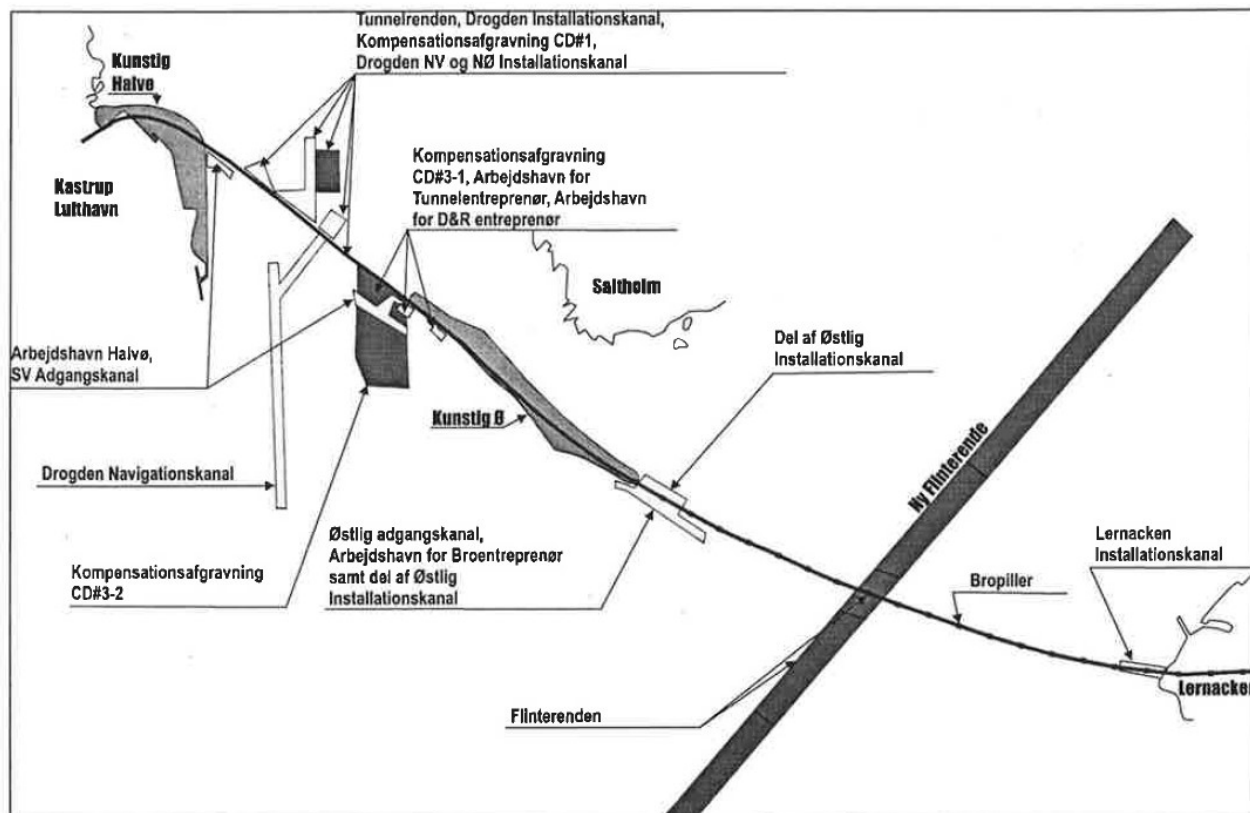 Tunnelrenden, Drogden Installationskanal,
Kompensationsafgravning CD#1,
Drogden NV og NØ Installationskanal
Kunstig
Halvø
Kastrup
Lufthavn
Kompensationsafgravning
CD#3-1, Arbejdshavn for
Tunnelentreprenør, Arbejdshavn
for D&R entreprenør
Saltholm
Arbejdshavn Halvø,
SV Adgangskanal
Del af Østlig
Installationskanal
Kunstig Ø
Ny Flinterende
Drogden Navigationskanal
Østlig adgangskanal,
Arbejdshavn for Broentreprenør
samt del af Østlig
Installationskanal
Kompensationsafgravning
CD#3-2
Lernacken
Installationskanal
Bropiller
Lernacken
Flinterenden